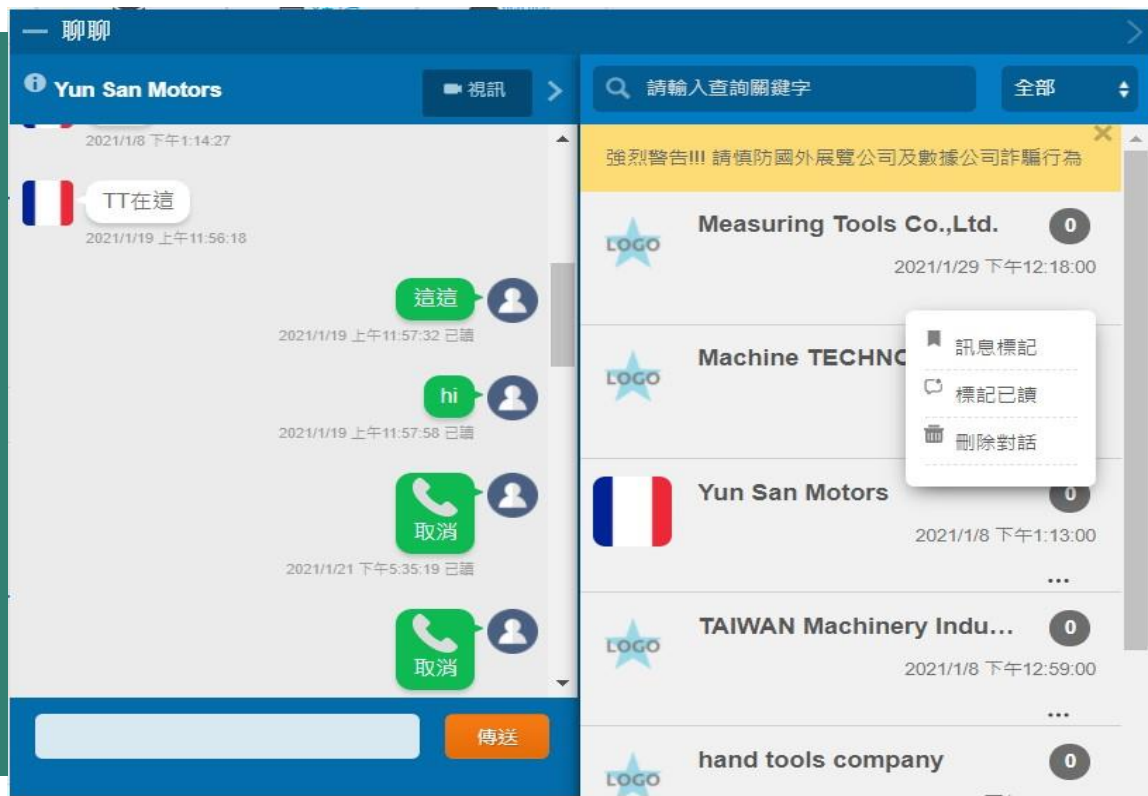 聊聊
Yun San Motors
視訊
2021/1/8 下午1:14:27
TT在這
2021/1/19 上午11:56:18
這這
2021/1/19 上午11:57:32 已讀
hi
2021/1/19 上午11:57:58 已讀
取消
2021/1/21 下午5:35:19 已讀
取消
傳送
請輸入查詢關鍵字
全部
強烈警告!!! 請慎防國外展覽公司及數據公司詐騙行為
LOGO
Measuring Tools Co.,Ltd.
0
2021/1/29 下午12:18:00
LOGO
Machine TECHNO
訊息標記
標記已讀
刪除對話
Yun San Motors
0
2021/1/8 下午1:13:00
...
LOGO
TAIWAN Machinery Indu...
0
2021/1/8 下午12:59:00
...
LOGO
hand tools company
0